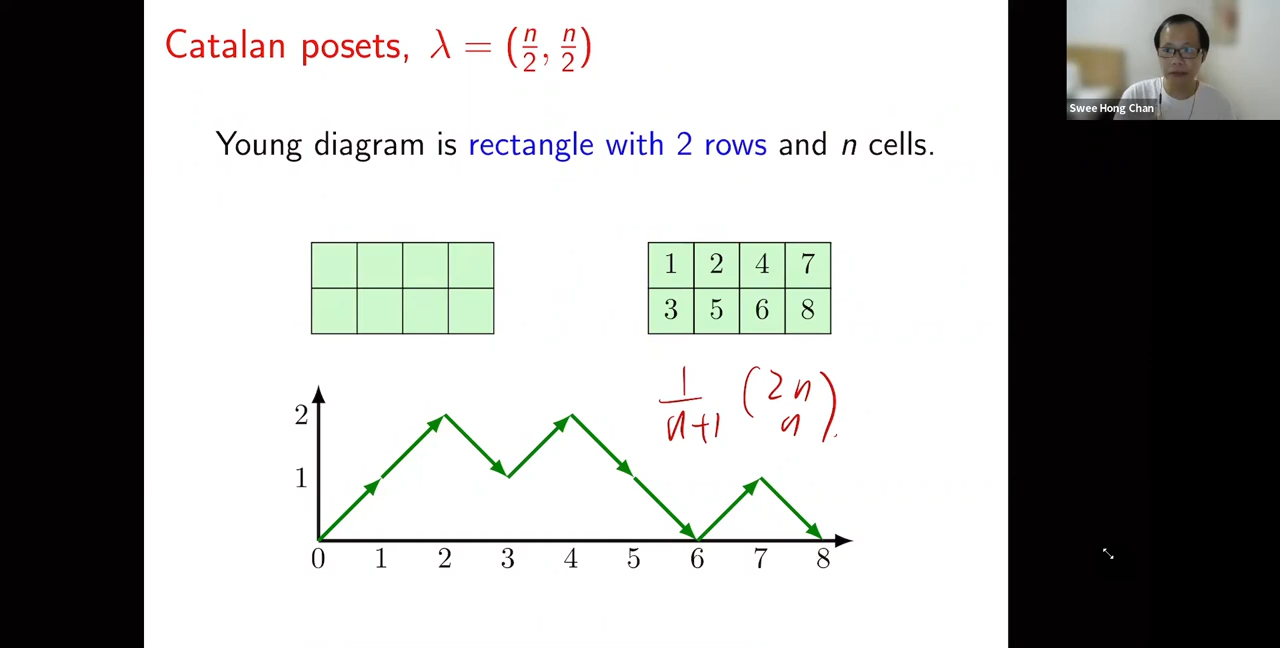 Catalan posets, λ = (n/2, n/2)
Swee Hong Chan
Young diagram is rectangle with 2 rows and n cells.
1 2 4 7
3 5 6 8
1/(n+1) (2n n).
2
1
0 1 2 3 4 5 6 7 8